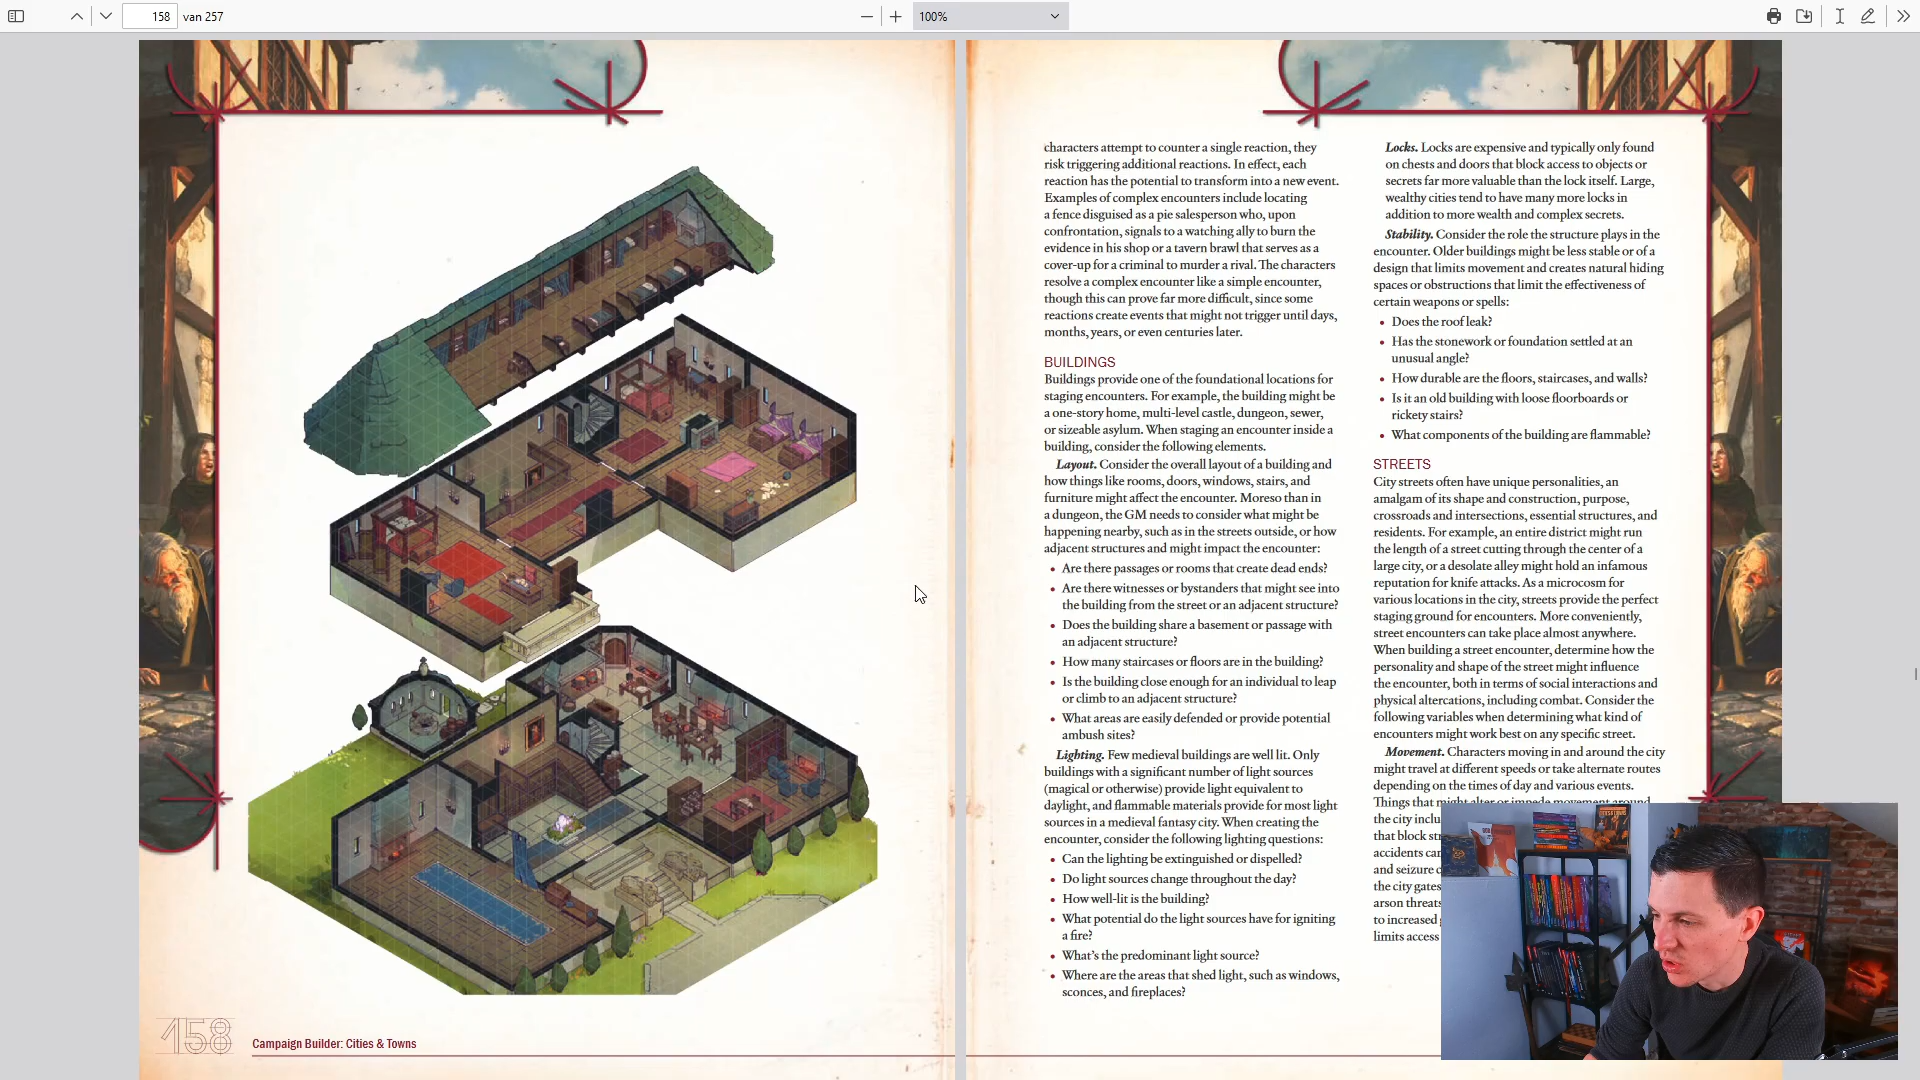 158 van 257
100%
characters attempt to counter a single reaction, they
risk triggering additional reactions. In effect, each
reaction has the potential to transform into a new event.
Examples of complex encounters include locating
a fence disguised as a pie salesperson who, upon
confrontation, signals to a watching ally to burn the
evidence in his shop or a tavern brawl that serves as a
cover-up for a criminal to murder a rival. The characters
resolve a complex encounter like a simple encounter,
though this can prove far more difficult, since some
reactions create events that might not trigger until days,
months, years, or even centuries later.
BUILDINGS
Buildings provide one of the foundational locations for
staging encounters. For example, the building might be
a one-story home, multi-level castle, dungeon, sewer,
or sizeable asylum. When staging an encounter inside a
building, consider the following elements.
Layout. Consider the overall layout of a building and
how things like rooms, doors, windows, stairs, and
furniture might affect the encounter. Moreso than in
a dungeon, the GM needs to consider what might be
happening nearby, such as in the streets outside, or how
adjacent structures and might impact the encounter:
• Are there passages or rooms that create dead ends?
• Are there witnesses or bystanders that might see into
the building from the street or an adjacent structure?
• Does the building share a basement or passage with
an adjacent structure?
• How many staircases or floors are in the building?
• Is the building close enough for an individual to leap
or climb to an adjacent structure?
• What areas are easily defended or provide potential
ambush sites?
Lighting. Few medieval buildings are well lit. Only
buildings with a significant number of light sources
(magical or otherwise) provide light equivalent to
daylight, and flammable materials provide for most light
sources in a medieval fantasy city. When creating the
encounter, consider the following lighting questions:
• Can the lighting be extinguished or dispelled?
• Do light sources change throughout the day?
• How well-lit is the building?
• What potential do the light sources have for igniting
a fire?
• What's the predominant light source?
• Where are the areas that shed light, such as windows,
sconces, and fireplaces?
Locks. Locks are expensive and typically only found
on chests and doors that block access to objects or
secrets far more valuable than the lock itself. Large,
wealthy cities tend to have many more locks in
addition to more wealth and complex secrets.
Stability. Consider the role the structure plays in the
encounter. Older buildings might be less stable or of a
design that limits movement and creates natural hiding
spaces or obstructions that limit the effectiveness of
certain weapons or spells:
• Does the roof leak?
• Has the stonework or foundation settled at an
unusual angle?
• How durable are the floors, staircases, and walls?
• Is it an old building with loose floorboards or
rickety stairs?
• What components of the building are flammable?
STREETS
City streets often have unique personalities, an
amalgam of its shape and construction, purpose,
crossroads and intersections, essential structures, and
residents. For example, an entire district might run
the length of a street cutting through the center of a
large city, or a desolate alley might hold an infamous
reputation for knife attacks. As a microcosm for
various locations in the city, streets provide the perfect
staging ground for encounters. More conveniently,
street encounters can take place almost anywhere.
When building a street encounter, determine how the
personality and shape of the street might influence
the encounter, both in terms of social interactions and
physical altercations, including combat. Consider the
following variables when determining what kind of
encounters might work best on any specific street.
Movement. Characters moving in and around the city
might travel at different speeds or take alternate routes
depending on the times of day and various events.
Things that might alter or impede movement around
the city inclu
that block str
accidents can
and seizure o
the city gates
arson threats
to increased
limits access
158
Campaign Builder: Cities & Towns